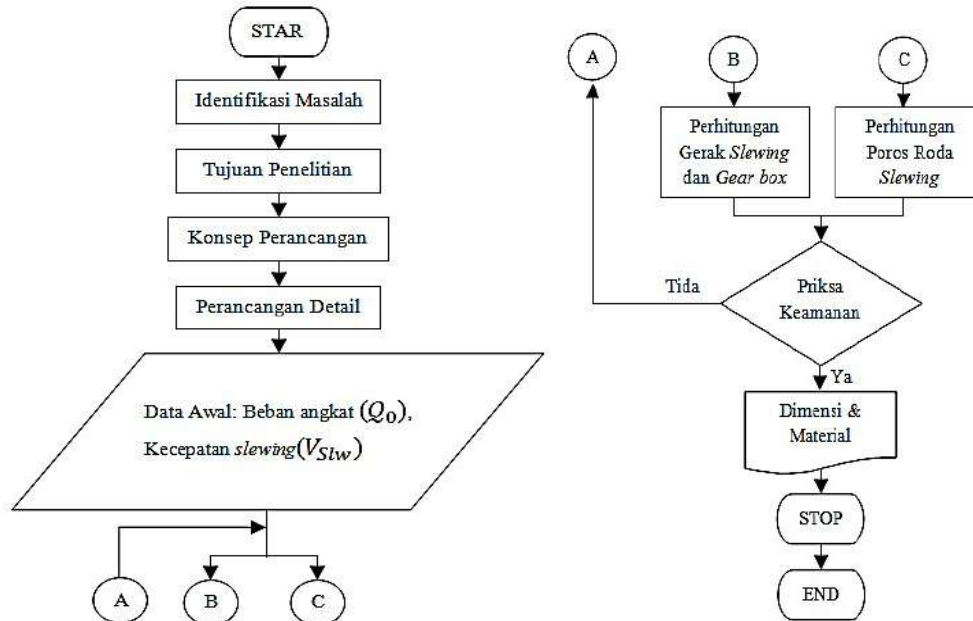 STAR
Identifikasi Masalah
Tujuan Penelitian
Konsep Perancangan
Perancangan Detail
Data Awal: Beban angkat (Q₀),
Kecepatan slewing(V_Slw)
A
B
C
A
B
C
Perhitungan
Gerak Slewing
dan Gear box
Perhitungan
Poros Roda
Slewing
Priksa
Keamanan
Tida
Ya
Dimensi &
Material
STOP
END